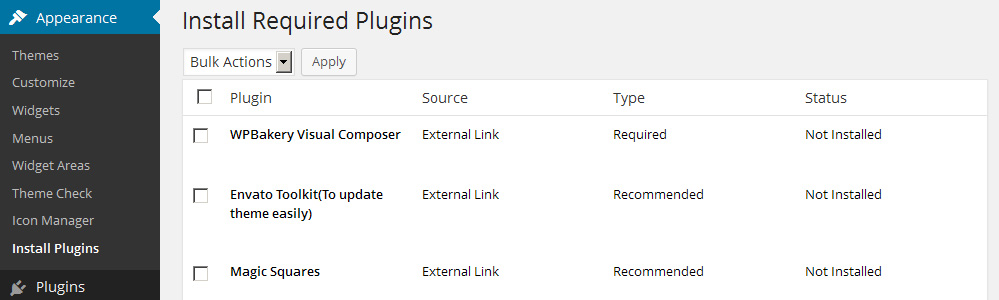 Appearance
Themes
Customize
Widgets
Menus
Widget Areas
Theme Check
Icon Manager
Install Plugins
Plugins
Install Required Plugins
Bulk Actions Apply
Plugin Source Type Status
WPBakery Visual Composer External Link Required Not Installed
Envato Toolkit(To update External Link Recommended Not Installed
theme easily)
Magic Squares External Link Recommended Not Installed